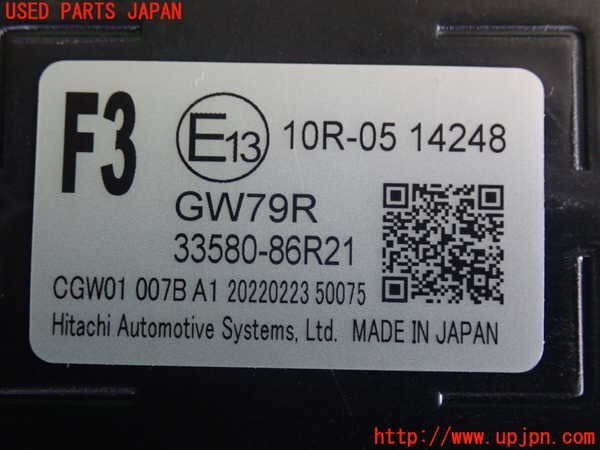 USED PARTS JAPAN
F3
E13
10R-05 14248
GW79R
33580-86R21
CGW01 007B A1 20220223 50075
Hitachi Automotive Systems, Ltd. MADE IN JAPAN
http://www.upjpn.com/